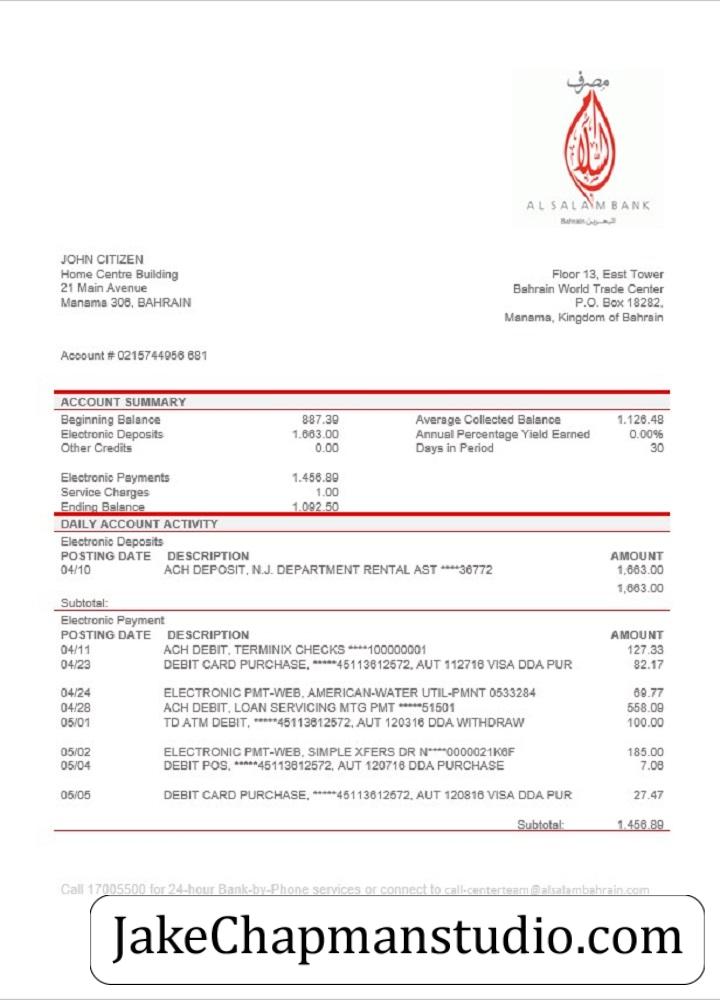 مصرف
السلام
AL SALAM BANK
Bahrain البحرين
JOHN CITIZEN
Home Centre Building
21 Main Avenue
Manama 306, BAHRAIN
Floor 13, East Tower
Bahrain World Trade Center
P.O. Box 18282,
Manama, Kingdom of Bahrain
Account # 0215744956 681
ACCOUNT SUMMARY
Beginning Balance 887.39 Average Collected Balance 1.126.48
Electronic Deposits 1.663.00 Annual Percentage Yield Earned 0.00%
Other Credits 0.00 Days in Period 30
Electronic Payments 1.456.89
Service Charges 1.00
Ending Balance 1.092.50
DAILY ACCOUNT ACTIVITY
Electronic Deposits
POSTING DATE DESCRIPTION AMOUNT
04/10 ACH DEPOSIT, N.J. DEPARTMENT RENTAL AST ****36772 1,663.00
1,663.00
Subtotal:
Electronic Payment
POSTING DATE DESCRIPTION AMOUNT
04/11 ACH DEBIT, TERMINIX CHECKS ****100000001 127.33
04/23 DEBIT CARD PURCHASE, *****45113612572, AUT 112716 VISA DDA PUR 82.17
04/24 ELECTRONIC PMT-WEB, AMERICAN-WATER UTIL-PMNT 0533284 69.77
04/28 ACH DEBIT, LOAN SERVICING MTG PMT *****51501 558.09
05/01 TD ATM DEBIT, *****45113612572, AUT 120316 DDA WITHDRAW 100.00
05/02 ELECTRONIC PMT-WEB, SIMPLE XFERS DR N****0000021K6F 185.00
05/04 DEBIT POS, *****45113612572, AUT 120716 DDA PURCHASE 7.06
05/05 DEBIT CARD PURCHASE, *****45113612572, AUT 120816 VISA DDA PUR 27.47
Subtotal: 1.456.89
Call 17005500 for 24-hour Bank-by-Phone services or connect to call-centerteam@alsalambahrain.com
JakeChapmanstudio.com